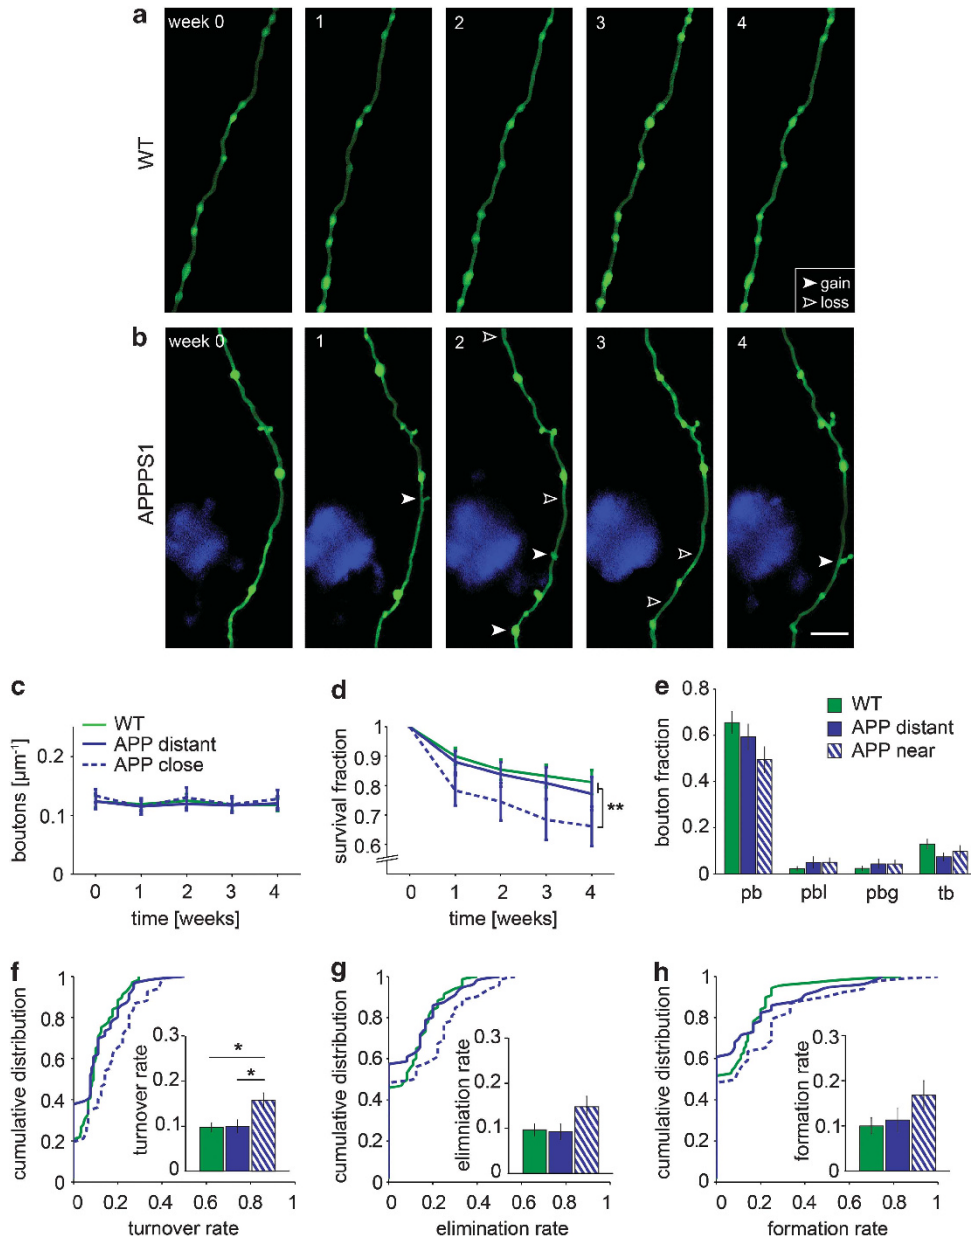 a
week 0
1
2
3
4
WT
gain
loss
b
week 0
1
2
3
4
APPPS1
c
WT
APP distant
APP close
0.2
0.1
0
boutons [µm⁻¹]
0 1 2 3 4
time [weeks]
d
1
0.9
0.8
0.7
0.6
survival fraction
**
0 1 2 3 4
time [weeks]
e
0.8
0.6
0.4
0.2
0
bouton fraction
WT
APP distant
APP near
pb pbl pbg tb
f
1
0.8
0.6
0.4
0.2
0
cumulative distribution
0.3
0.2
0.1
0
turnover rate
*
*
0 0.2 0.4 0.6 0.8 1
turnover rate
g
1
0.8
0.6
0.4
0.2
0
cumulative distribution
0.3
0.2
0.1
0
elimniation rate
0 0.2 0.4 0.6 0.8 1
elimination rate
h
1
0.8
0.6
0.4
0.2
0
cumulative distribution
0.3
0.2
0.1
0
formation rate
0 0.2 0.4 0.6 0.8 1
formation rate